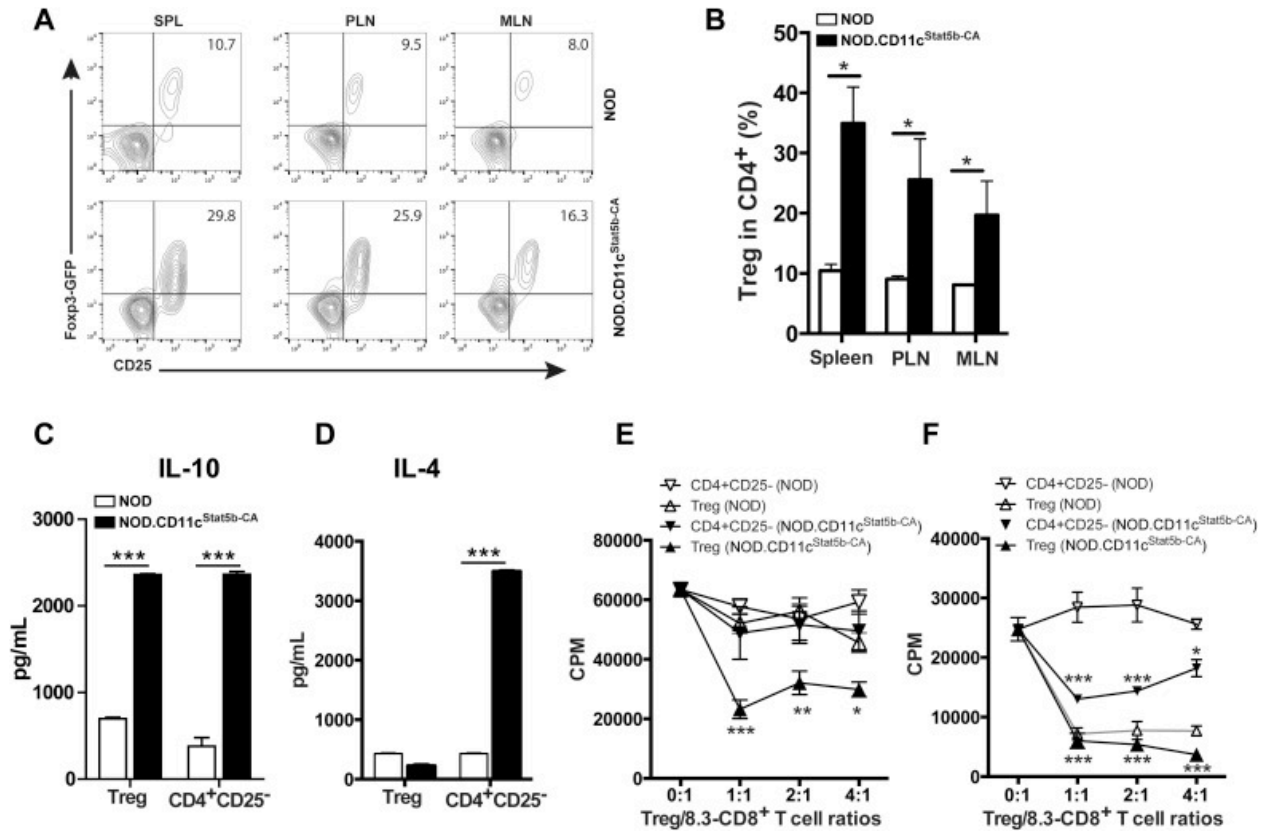 A
SPL PLN MLN
10.7 9.5 8.0
NOD
29.8 25.9 16.3
NOD.CD11cStat5b-CA
Foxp3-GFP
CD25
B
NOD
NOD.CD11cStat5b-CA
Treg in CD4+ (%)
50
40
30
20
10
0
* * *
Spleen PLN MLN
C
IL-10
NOD
NOD.CD11cStat5b-CA
pg/mL
3000
2000
1000
0
*** ***
Treg CD4+CD25-
D
IL-4
pg/mL
4000
3000
2000
1000
0
***
Treg CD4+CD25-
E
CD4+CD25- (NOD)
Treg (NOD)
CD4+CD25- (NOD.CD11cStat5b-CA)
Treg (NOD.CD11cStat5b-CA)
CPM
80000
60000
40000
20000
0
*** ** *
0:1 1:1 2:1 4:1
Treg/8.3-CD8+ T cell ratios
F
CD4+CD25- (NOD)
Treg (NOD)
CD4+CD25- (NOD.CD11cStat5b-CA)
Treg (NOD.CD11cStat5b-CA)
CPM
40000
30000
20000
10000
0
*** *** *
*** *** ***
0:1 1:1 2:1 4:1
Treg/8.3-CD8+ T cell ratios